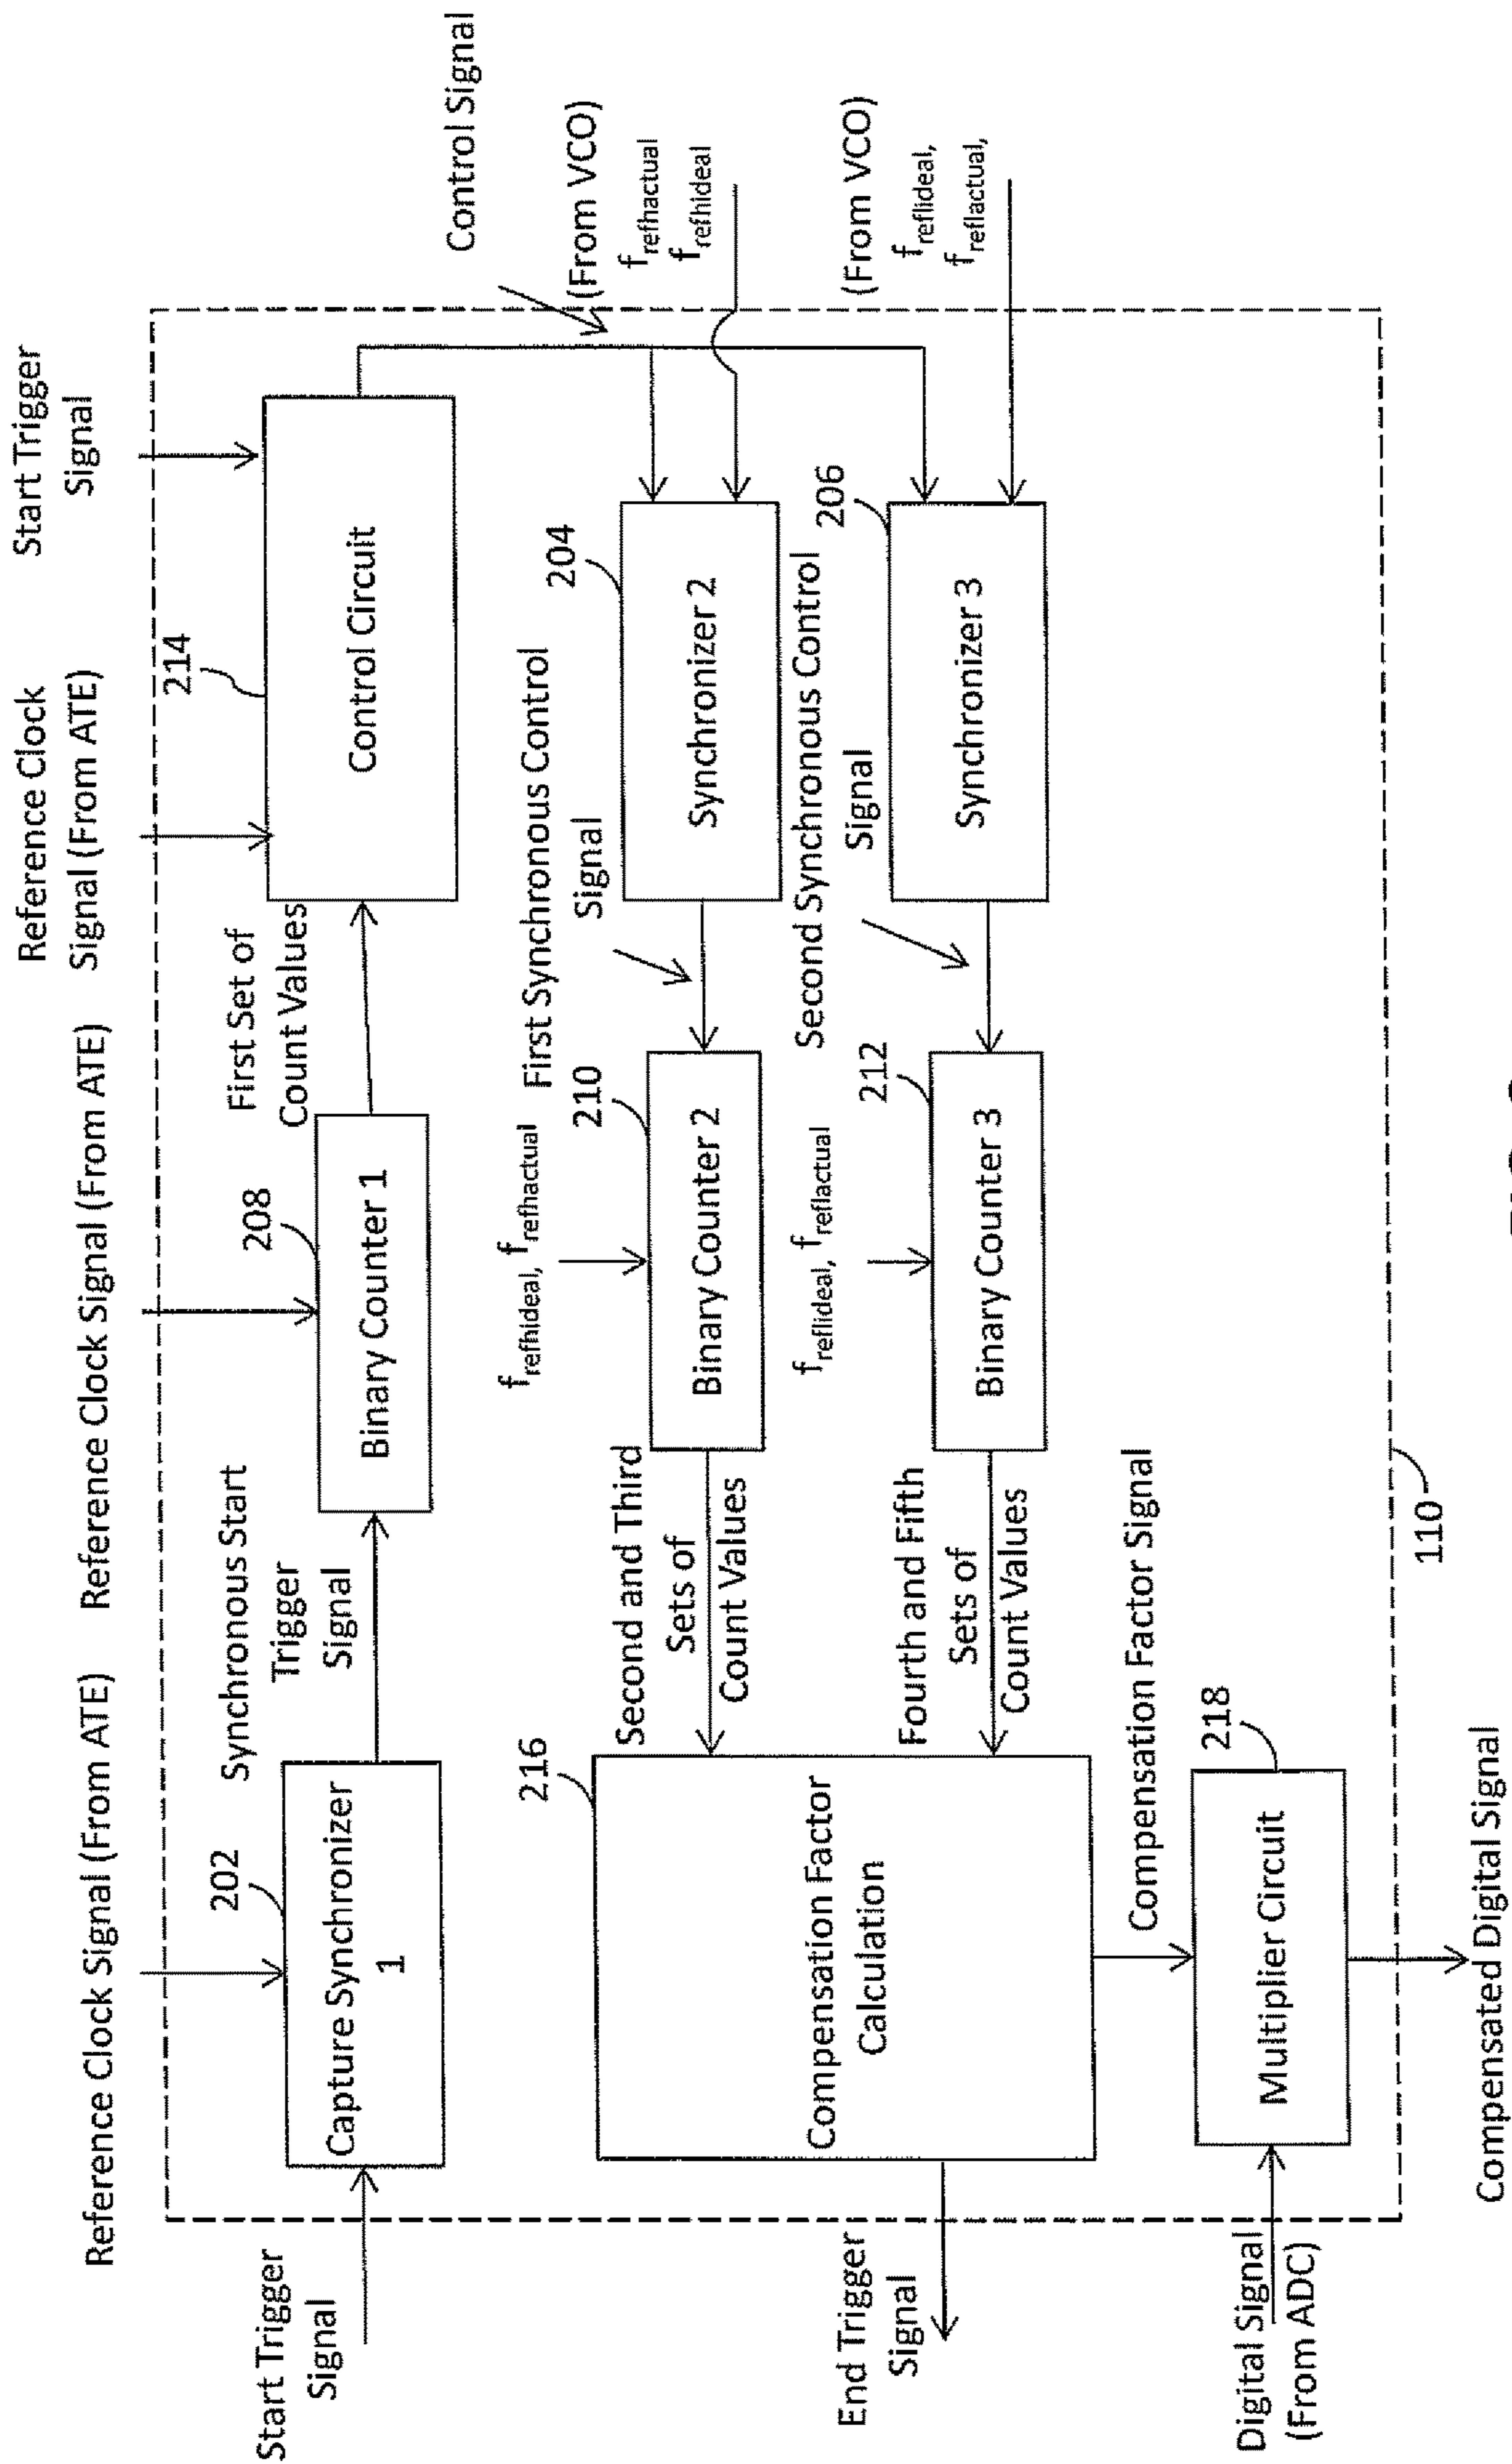 Reference Clock Signal (From ATE)
Reference Clock Signal (From ATE)
Reference Clock
Signal (From ATE)
Start Trigger
Signal
Start Trigger
Signal
202
Capture Synchronizer
1
Synchronous Start
Trigger
Signal
208
Binary Counter 1
First Set of
Count Values
214
Control Circuit
Control Signal
End Trigger
Signal
216
Compensation Factor
Calculation
Second and Third
Sets of
Count Values
f_refhideal, f_refhactual
210
Binary Counter 2
First Synchronous Control
Signal
204
Synchronizer 2
(From VCO)
f_refhactual
f_refhideal
Fourth and Fifth
Sets of
Count Values
f_reflideal, f_reflactual
212
Binary Counter 3
Second Synchronous Control
Signal
206
Synchronizer 3
(From VCO)
f_reflideal,
f_reflactual,
Digital Signal
(From ADC)
Compensation Factor Signal
218
Multiplier Circuit
Compensated Digital Signal
110